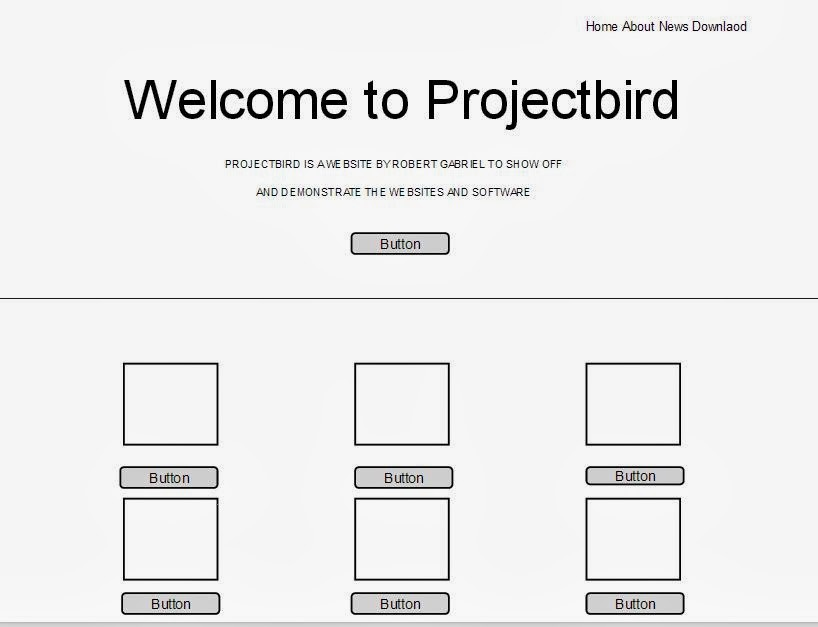 Home About News Downlaod
Welcome to Projectbird
PROJECTBIRD IS A WEBSITE BY ROBERT GABRIEL TO SHOW OFF
AND DEMONSTRATE THE WEBSITES AND SOFTWARE
Button
Button Button Button
Button Button Button